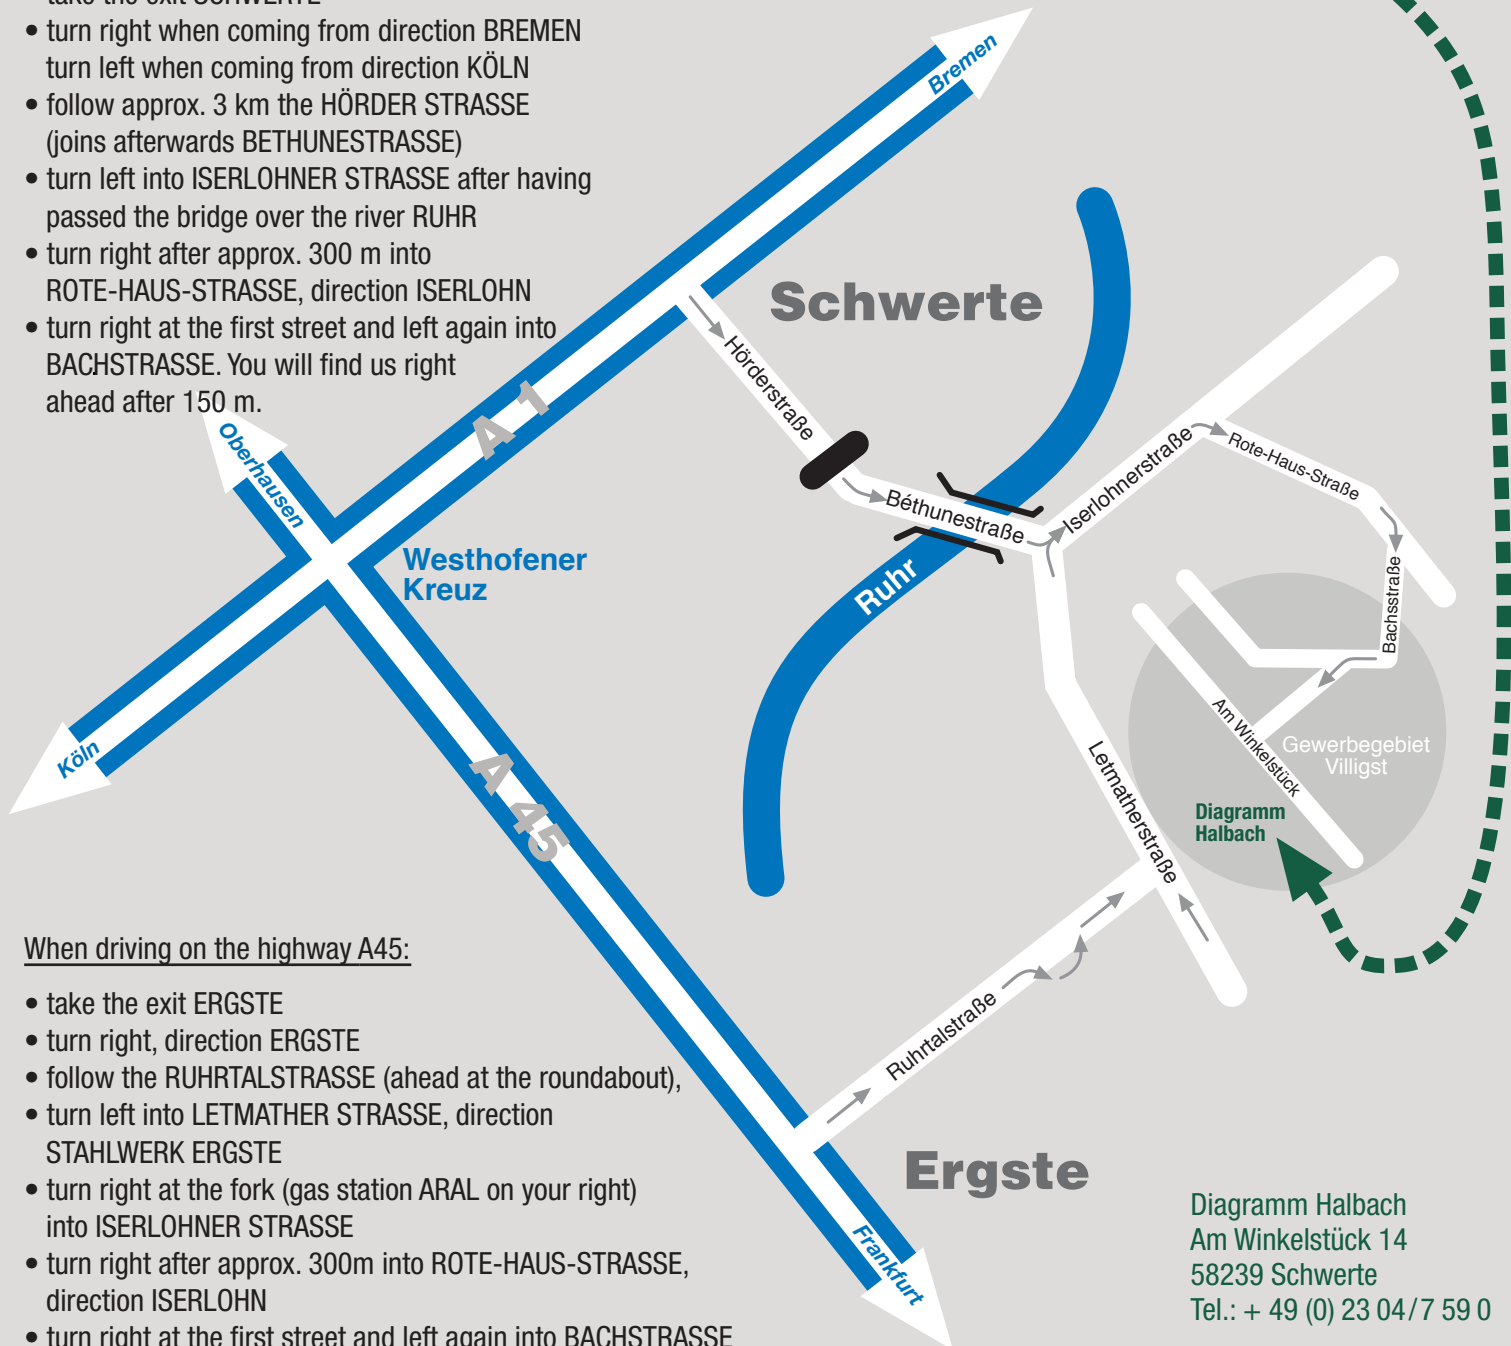 take the exit SCHWERTE
• turn right when coming from direction BREMEN
turn left when coming from direction KÖLN
• follow approx. 3 km the HÖRDER STRASSE
(joins afterwards BETHUNESTRASSE)
• turn left into ISERLOHNER STRASSE after having
passed the bridge over the river RUHR
• turn right after approx. 300 m into
ROTE-HAUS-STRASSE, direction ISERLOHN
• turn right at the first street and left again into
BACHSTRASSE. You will find us right
ahead after 150 m.
Bremen
Schwerte
Hörderstraße
A 1
Oberhausen
Westhofener
Kreuz
Köln
A 45
Béthunestraße
Ruhr
Iserlohnerstraße
Rote-Haus-Straße
Bachsstraße
Am Winkelstück
Gewerbegebiet
Villigst
Diagramm
Halbach
Letmatherstraße
Ruhrtalstraße
Ergste
Frankfurt
When driving on the highway A45:
• take the exit ERGSTE
• turn right, direction ERGSTE
• follow the RUHRTALSTRASSE (ahead at the roundabout),
• turn left into LETMATHER STRASSE, direction
STAHLWERK ERGSTE
• turn right at the fork (gas station ARAL on your right)
into ISERLOHNER STRASSE
• turn right after approx. 300m into ROTE-HAUS-STRASSE,
direction ISERLOHN
• turn right at the first street and left again into BACHSTRASSE
Diagramm Halbach
Am Winkelstück 14
58239 Schwerte
Tel.: + 49 (0) 23 04/7 59 0